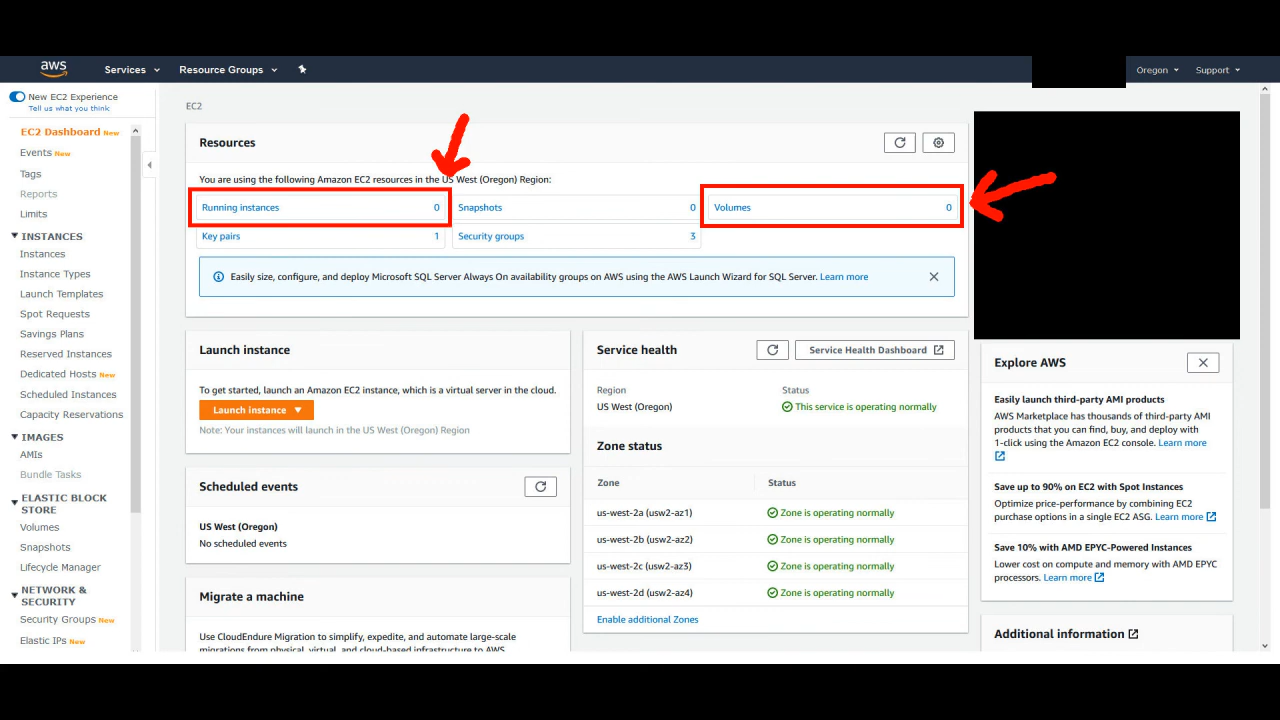 aws
Services
Resource Groups
Oregon
Support
New EC2 Experience
Tell us what you think
EC2 Dashboard New
Events New
Tags
Reports
Limits
INSTANCES
Instances
Instance Types
Launch Templates
Spot Requests
Savings Plans
Reserved Instances
Dedicated Hosts New
Scheduled Instances
Capacity Reservations
IMAGES
AMIs
Bundle Tasks
ELASTIC BLOCK
STORE
Volumes
Snapshots
Lifecycle Manager
NETWORK &
SECURITY
Security Groups New
Elastic IPs New
EC2
Resources
You are using the following Amazon EC2 resources in the US West (Oregon) Region:
Running instances 0
Snapshots 0
Volumes 0
Key pairs 1
Security groups 3
Easily size, configure, and deploy Microsoft SQL Server Always On availability groups on AWS using the AWS Launch Wizard for SQL Server. Learn more
Launch instance
To get started, launch an Amazon EC2 instance, which is a virtual server in the cloud.
Launch instance
Note: Your instances will launch in the US West (Oregon) Region
Scheduled events
US West (Oregon)
No scheduled events
Migrate a machine
Use CloudEndure Migration to simplify, expedite, and automate large-scale
migrations from physical, virtual, and cloud-based infrastructure to AWS.
Service health
Service Health Dashboard
Region
Status
US West (Oregon)
This service is operating normally
Zone status
Zone
Status
us-west-2a (usw2-az1)
Zone is operating normally
us-west-2b (usw2-az2)
Zone is operating normally
us-west-2c (usw2-az3)
Zone is operating normally
us-west-2d (usw2-az4)
Zone is operating normally
Enable additional Zones
Explore AWS
Easily launch third-party AMI products
AWS Marketplace has thousands of third-party AMI
products that you can find, buy, and deploy with
1-click using the Amazon EC2 console. Learn more
Save up to 90% on EC2 with Spot Instances
Optimize price-performance by combining EC2
purchase options in a single EC2 ASG. Learn more
Save 10% with AMD EPYC-Powered Instances
Lower cost on compute and memory with AMD EPYC
processors. Learn more
Additional information